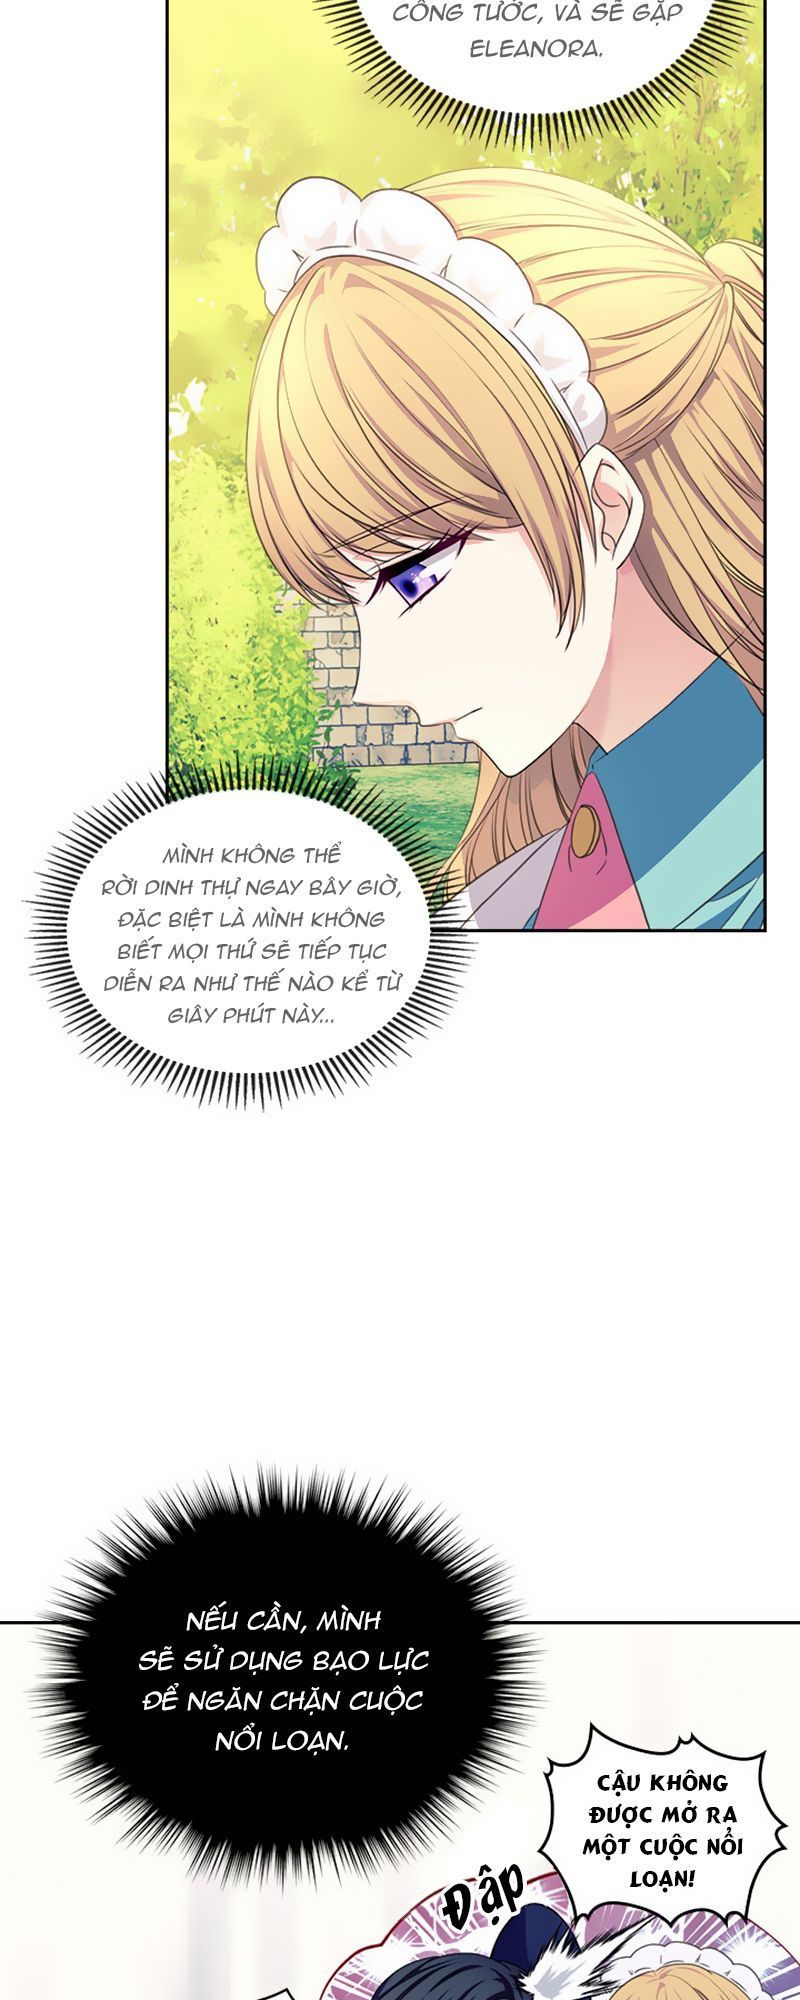 CÔNG TƯỚC, VÀ SẼ GẶP
ELEANORA.
MÌNH KHÔNG THỂ
RỜI DINH THỰ NGAY BÂY GIỜ,
ĐẶC BIỆT LÀ MÌNH KHÔNG
BIẾT MỌI THỨ SẼ TIẾP TỤC
DIỄN RA NHƯ THẾ NÀO KỂ TỪ
GIÂY PHÚT NÀY...
NẾU CẦN, MÌNH
SẼ SỬ DỤNG BẠO LỰC
ĐỂ NGĂN CHẶN CUỘC
NỔI LOẠN.
CẬU KHÔNG
ĐƯỢC MỞ RA
MỘT CUỘC NỔI
LOẠN!
Đập